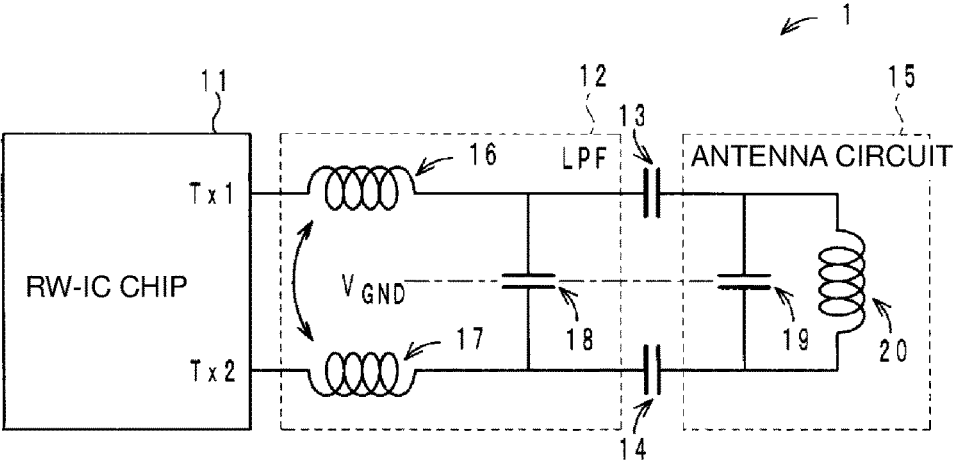 1
11
12
13
15
16
LPF
ANTENNA CIRCUIT
Tx1
RW-IC CHIP
VGND
18
19
20
17
Tx2
14